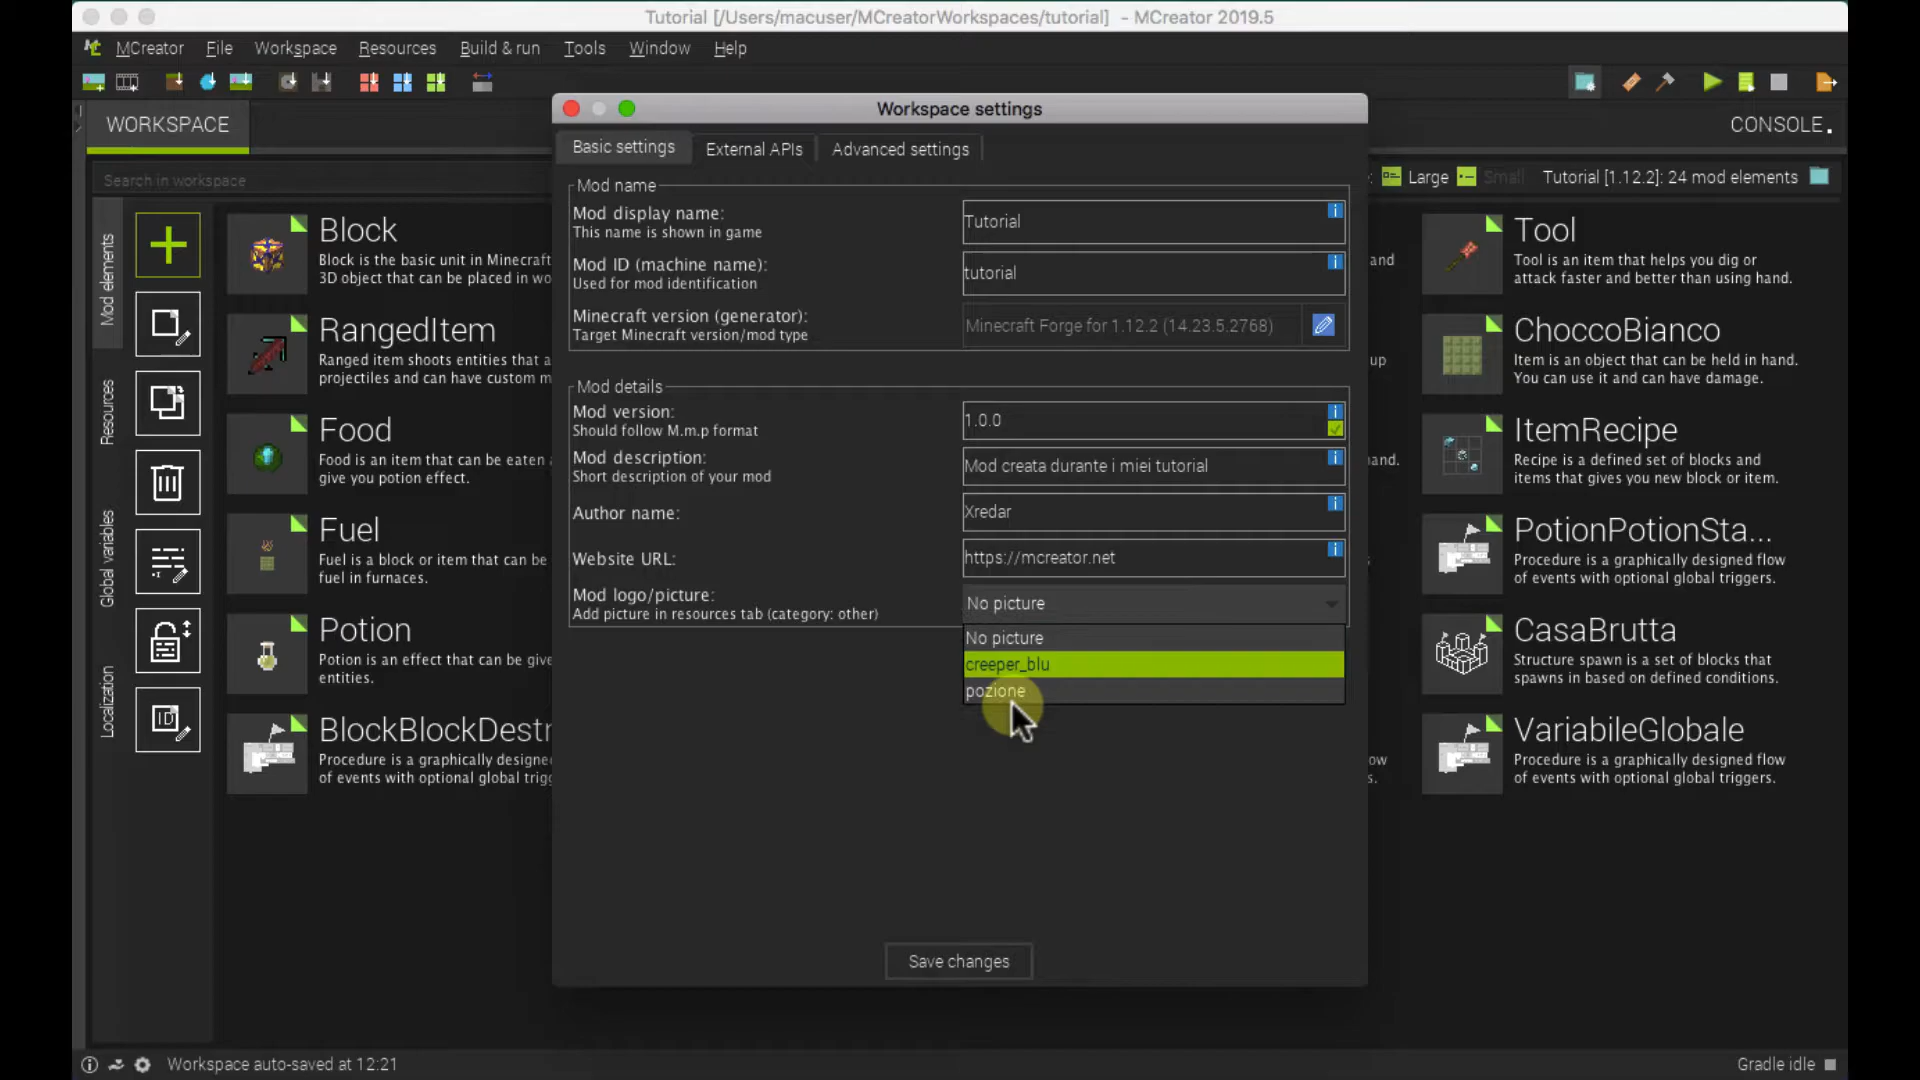 Tutorial [/Users/macuser/MCreatorWorkspaces/tutorial] - MCreator 2019.5
MCreator File Workspace Resources Build & run Tools Window Help
WORKSPACE
CONSOLE
Search in workspace
Large Small Tutorial [1.12.2]: 24 mod elements
Mod elements
Resources
Global variables
Localization
Block
Block is the basic unit in Minecraft
3D object that can be placed in wo
RangedItem
Ranged item shoots entities that a
projectiles and can have custom m
Food
Food is an item that can be eaten
give you potion effect.
Fuel
Fuel is a block or item that can be
fuel in furnaces.
Potion
Potion is an effect that can be give
entities.
BlockBlockDestr
Procedure is a graphically designe
of events with optional global trigg
Workspace settings
Basic settings External APIs Advanced settings
Mod name
Mod display name:
This name is shown in game
Tutorial
Mod ID (machine name):
Used for mod identification
tutorial
Minecraft version (generator):
Target Minecraft version/mod type
Minecraft Forge for 1.12.2 (14.23.5.2768)
Mod details
Mod version:
Should follow M.m.p format
1.0.0
Mod description:
Short description of your mod
Mod creata durante i miei tutorial
Author name:
Xredar
Website URL:
https://mcreator.net
Mod logo/picture:
Add picture in resources tab (category: other)
No picture
No picture
creeper_blu
pozione
Save changes
and
up
hand.
ow
s.
Tool
Tool is an item that helps you dig or
attack faster and better than using hand.
ChoccoBianco
Item is an object that can be held in hand.
You can use it and can have damage.
ItemRecipe
Recipe is a defined set of blocks and
items that gives you new block or item.
PotionPotionSta...
Procedure is a graphically designed flow
of events with optional global triggers.
CasaBrutta
Structure spawn is a set of blocks that
spawns in based on defined conditions.
VariabileGlobale
Procedure is a graphically designed flow
of events with optional global triggers.
Workspace auto-saved at 12:21
Gradle idle